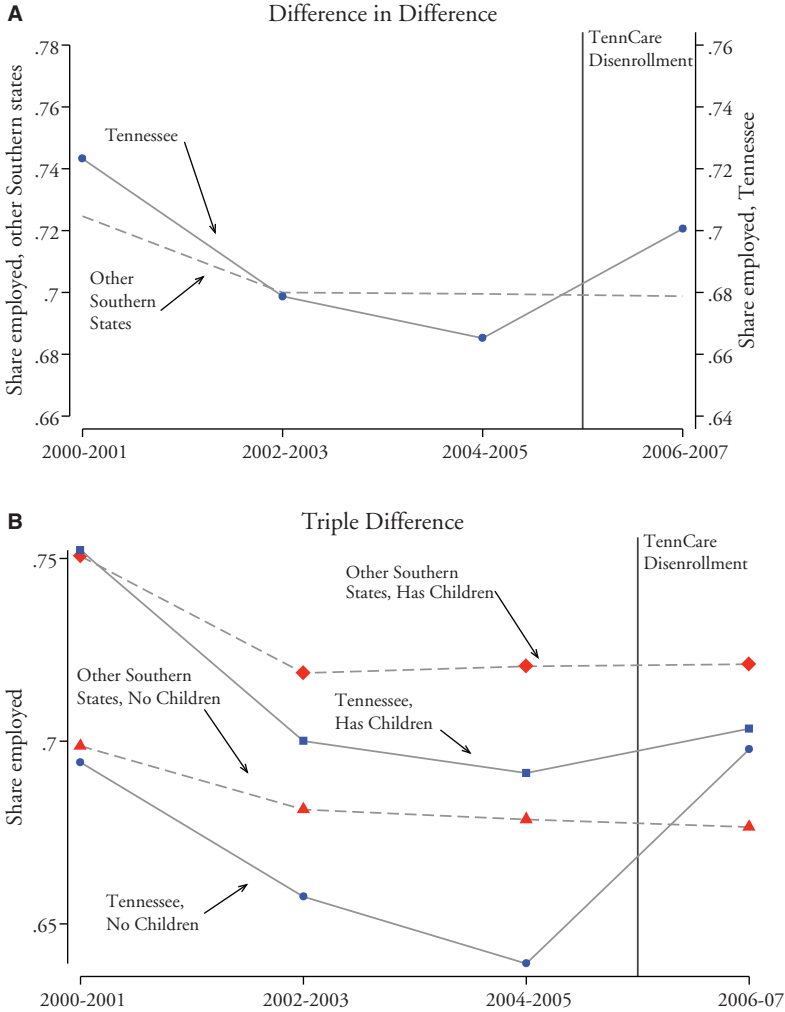 A
Difference in Difference
.78
.76
.74
.72
.7
.68
.66
Share employed, other Southern states
Tennessee
Other
Southern
States
TennCare
Disenrollment
.76
.74
.72
.7
.68
.66
.64
Share employed, Tennessee
2000-2001
2002-2003
2004-2005
2006-2007
B
Triple Difference
.75
.7
.65
Share employed
Other Southern
States, Has Children
TennCare
Disenrollment
Other Southern
States, No Children
Tennessee,
Has Children
Tennessee,
No Children
2000-2001
2002-2003
2004-2005
2006-07